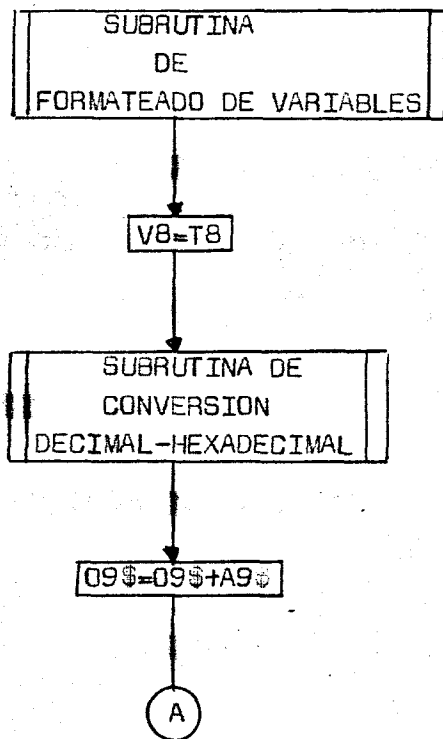 SUBRUTINA
DE
FORMATEADO DE VARIABLES
V8=T8
SUBRUTINA DE
CONVERSION
DECIMAL-HEXADECIMAL
O9$=O9$+A9$
A